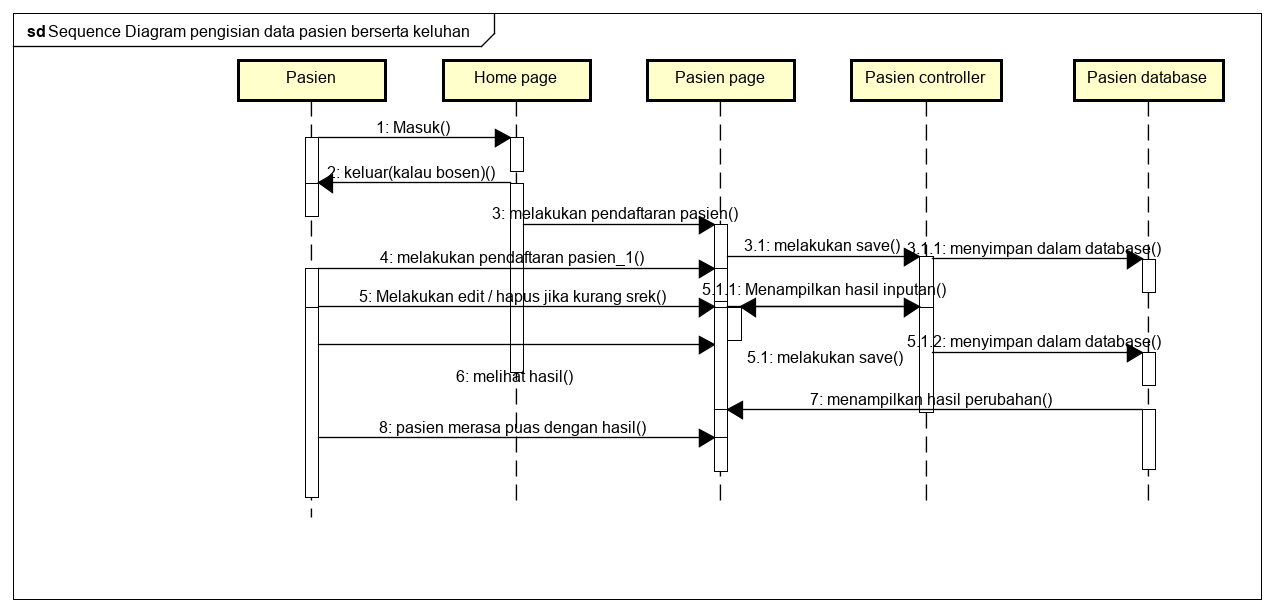 sd Sequence Diagram pengisian data pasien berserta keluhan
Pasien
Home page
Pasien page
Pasien controller
Pasien database
1: Masuk()
2: keluar(kalau bosen)()
3: melakukan pendaftaran pasien()
3.1: melakukan save()
3.1.1: menyimpan dalam database()
4: melakukan pendaftaran pasien_1()
5.1.1: Menampilkan hasil inputan()
5: Melakukan edit / hapus jika kurang srek()
5.1.2: menyimpan dalam database()
5.1: melakukan save()
6: melihat hasil()
7: menampilkan hasil perubahan()
8: pasien merasa puas dengan hasil()